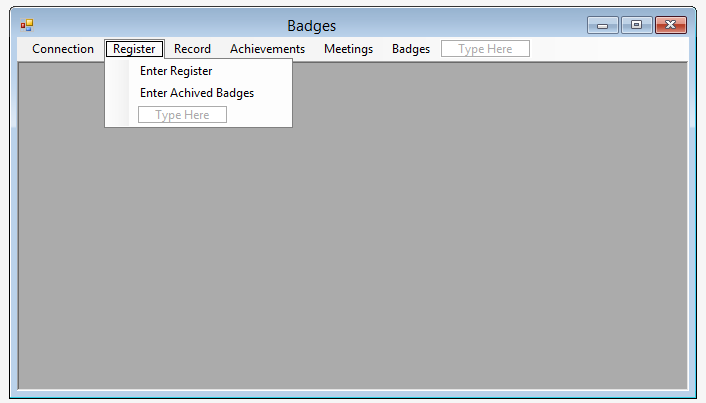 Badges
Connection Register Record Achievements Meetings Badges Type Here
Enter Register
Enter Achived Badges
Type Here